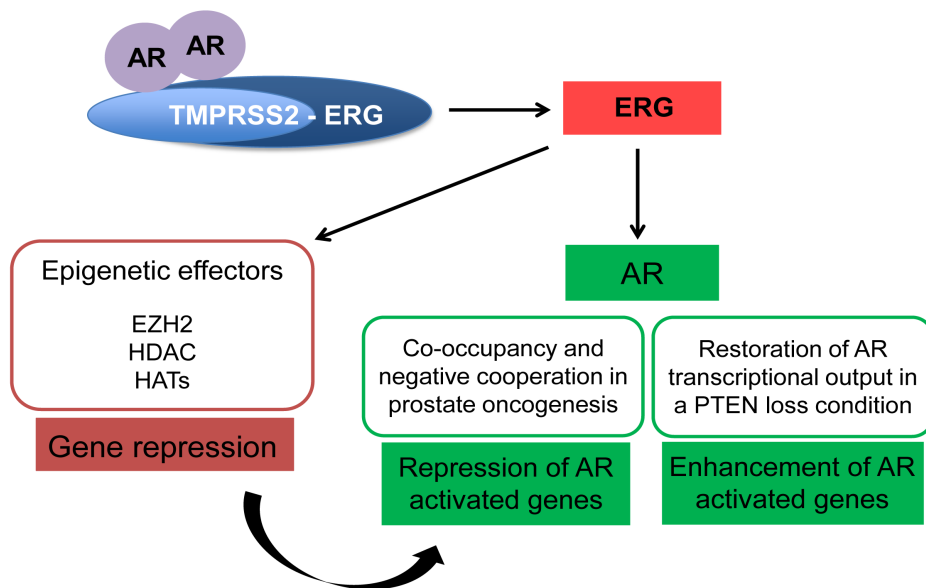 AR
AR
TMPRSS2 - ERG
ERG
Epigenetic effectors
EZH2
HDAC
HATs
Gene repression
AR
Co-occupancy and
negative cooperation in
prostate oncogenesis
Repression of AR
activated genes
Restoration of AR
transcriptional output in
a PTEN loss condition
Enhancement of AR
activated genes